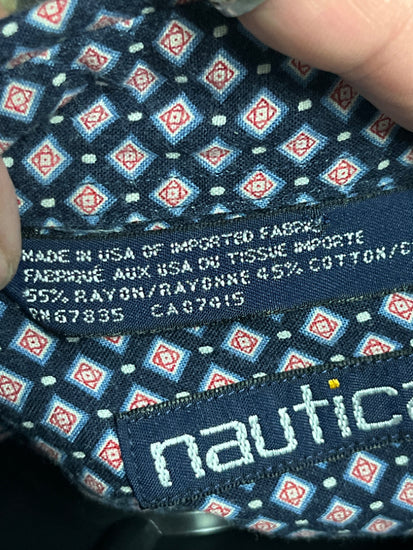 MADE IN USA OF IMPORTED FABRIC
FABRIQUÉ AUX USA DU TISSUE IMPORTE
55% RAYON/RAYONNE 45% COTTON/
RN67835 CA07415
nautica